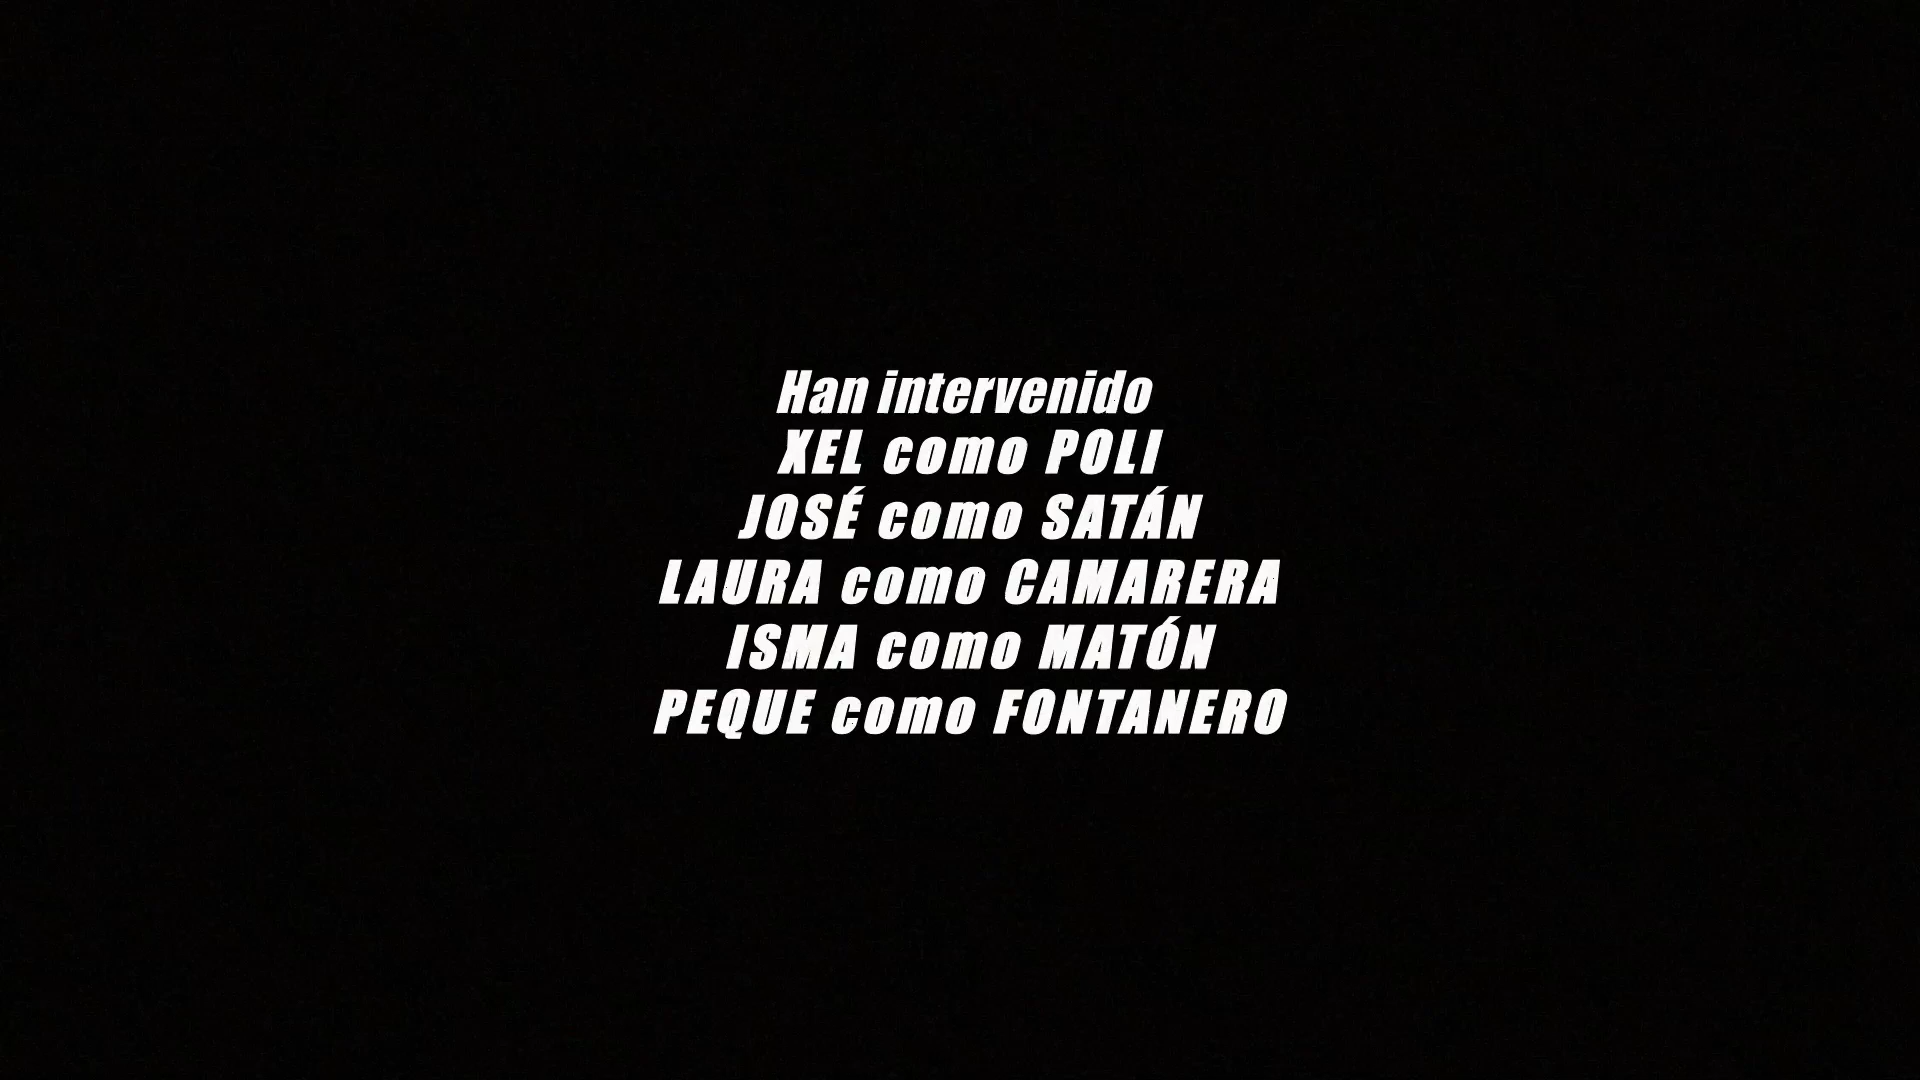 Han intervenido
XEL como POLI
JOSÉ como SATÁN
LAURA como CAMARERA
ISMA como MATÓN
PEQUE como FONTANERO